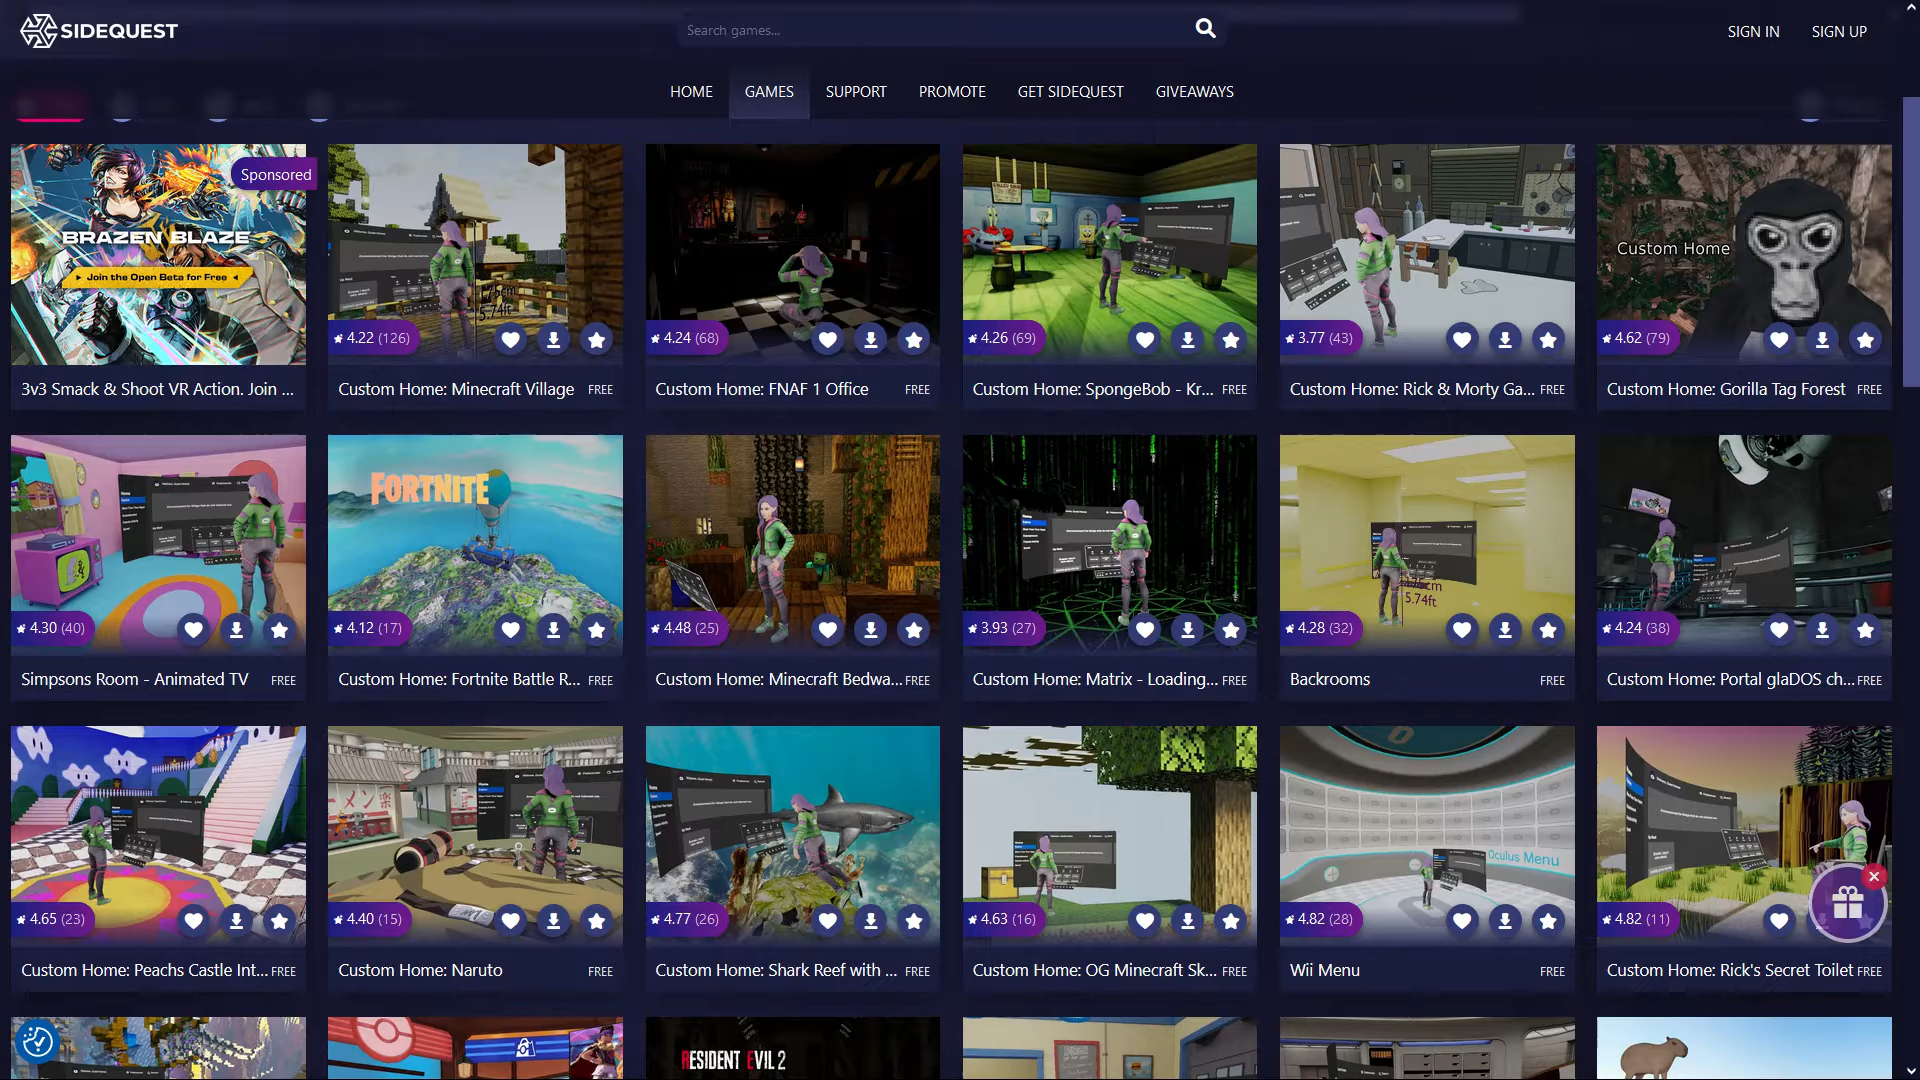 SIDEQUEST
Search games...
SIGN IN
SIGN UP
HOME
GAMES
SUPPORT
PROMOTE
GET SIDEQUEST
GIVEAWAYS
Sponsored
BRAZEN BLAZE
Join the Open Beta for Free
3v3 Smack & Shoot VR Action. Join ...
5.74ft
4.22 (126)
Custom Home: Minecraft Village FREE
4.24 (68)
Custom Home: FNAF 1 Office FREE
4.26 (69)
Custom Home: SpongeBob - Kr... FREE
3.77 (43)
Custom Home: Rick & Morty Ga... FREE
Custom Home
4.62 (79)
Custom Home: Gorilla Tag Forest FREE
4.30 (40)
Simpsons Room - Animated TV FREE
FORTNITE
4.12 (17)
Custom Home: Fortnite Battle R... FREE
4.48 (25)
Custom Home: Minecraft Bedwa... FREE
3.93 (27)
Custom Home: Matrix - Loading... FREE
5.74ft
4.28 (32)
Backrooms FREE
4.24 (38)
Custom Home: Portal glaDOS ch... FREE
4.65 (23)
Custom Home: Peachs Castle Int... FREE
4.40 (15)
Custom Home: Naruto FREE
4.77 (26)
Custom Home: Shark Reef with ... FREE
4.63 (16)
Custom Home: OG Minecraft Sk... FREE
Oculus Menu
4.82 (28)
Wii Menu FREE
4.82 (11)
Custom Home: Rick's Secret Toilet FREE
RESIDENT EVIL 2